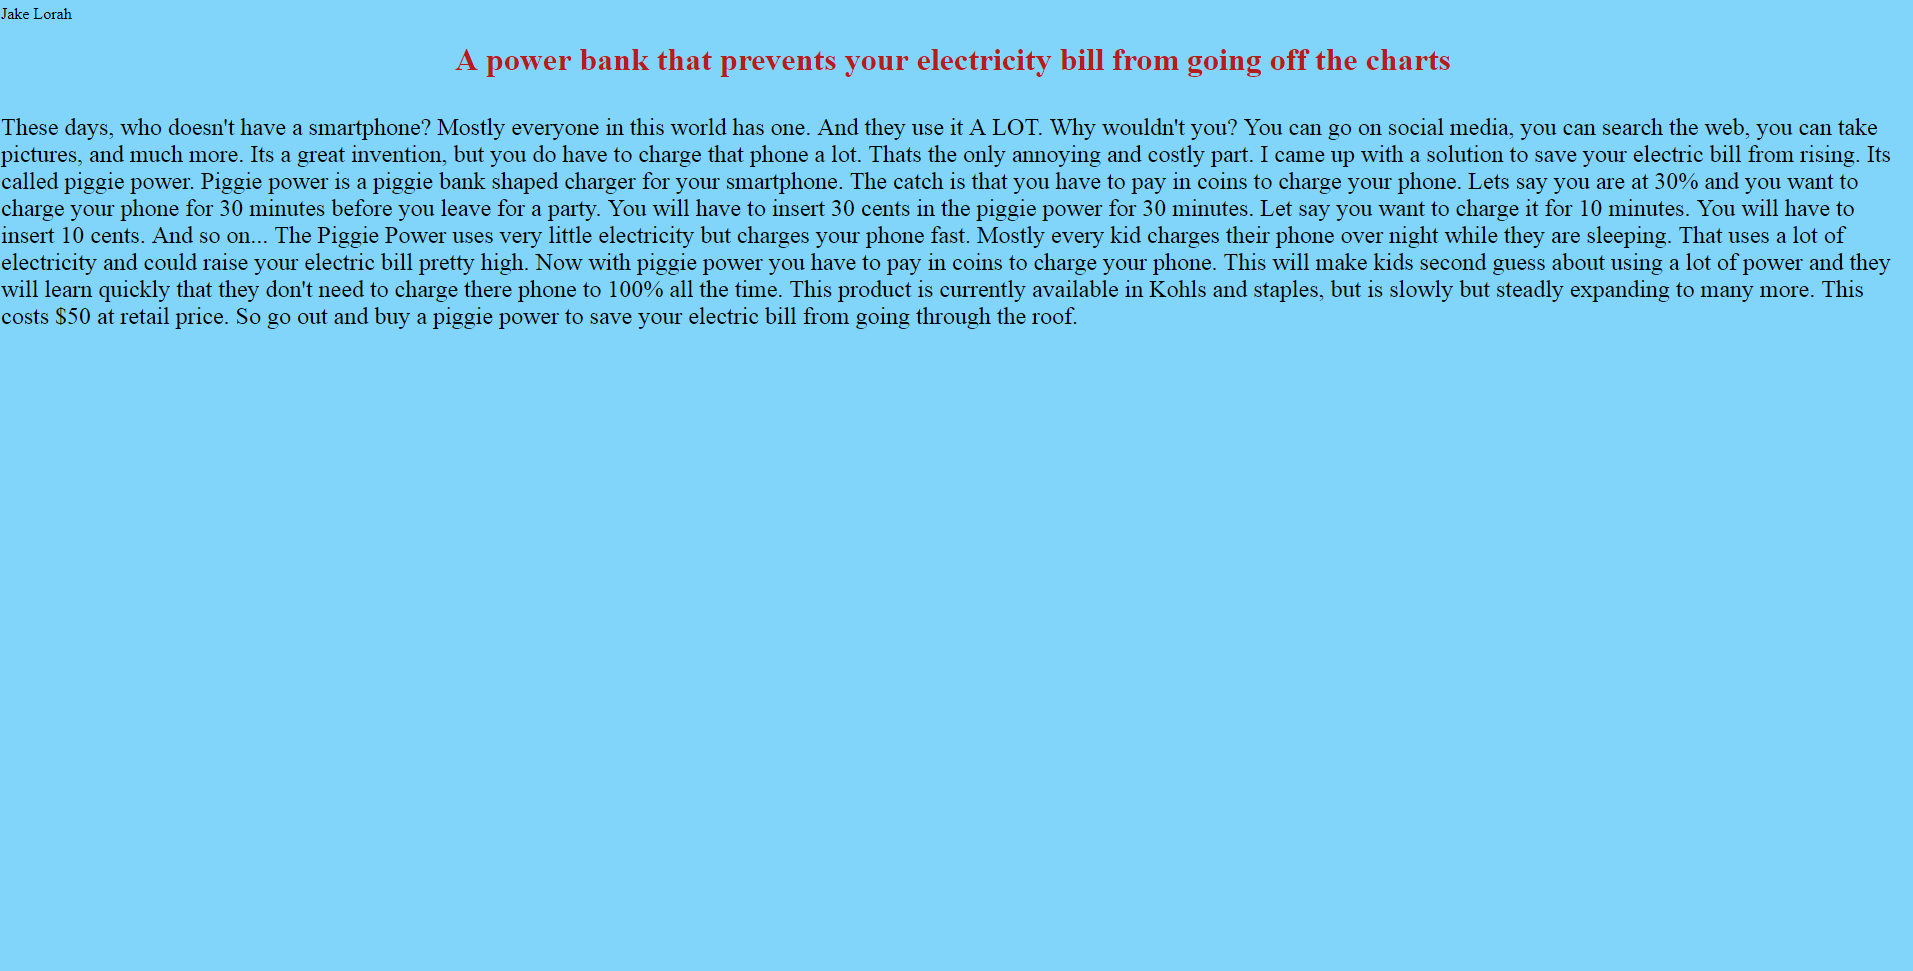 Jake Lorah
A power bank that prevents your electricity bill from going off the charts
These days, who doesn't have a smartphone? Mostly everyone in this world has one. And they use it A LOT. Why wouldn't you? You can go on social media, you can search the web, you can take
pictures, and much more. Its a great invention, but you do have to charge that phone a lot. Thats the only annoying and costly part. I came up with a solution to save your electric bill from rising. Its
called piggie power. Piggie power is a piggie bank shaped charger for your smartphone. The catch is that you have to pay in coins to charge your phone. Lets say you are at 30% and you want to
charge your phone for 30 minutes before you leave for a party. You will have to insert 30 cents in the piggie power for 30 minutes. Let say you want to charge it for 10 minutes. You will have to
insert 10 cents. And so on... The Piggie Power uses very little electricity but charges your phone fast. Mostly every kid charges their phone over night while they are sleeping. That uses a lot of
electricity and could raise your electric bill pretty high. Now with piggie power you have to pay in coins to charge your phone. This will make kids second guess about using a lot of power and they
will learn quickly that they don't need to charge there phone to 100% all the time. This product is currently available in Kohls and staples, but is slowly but steadly expanding to many more. This
costs $50 at retail price. So go out and buy a piggie power to save your electric bill from going through the roof.